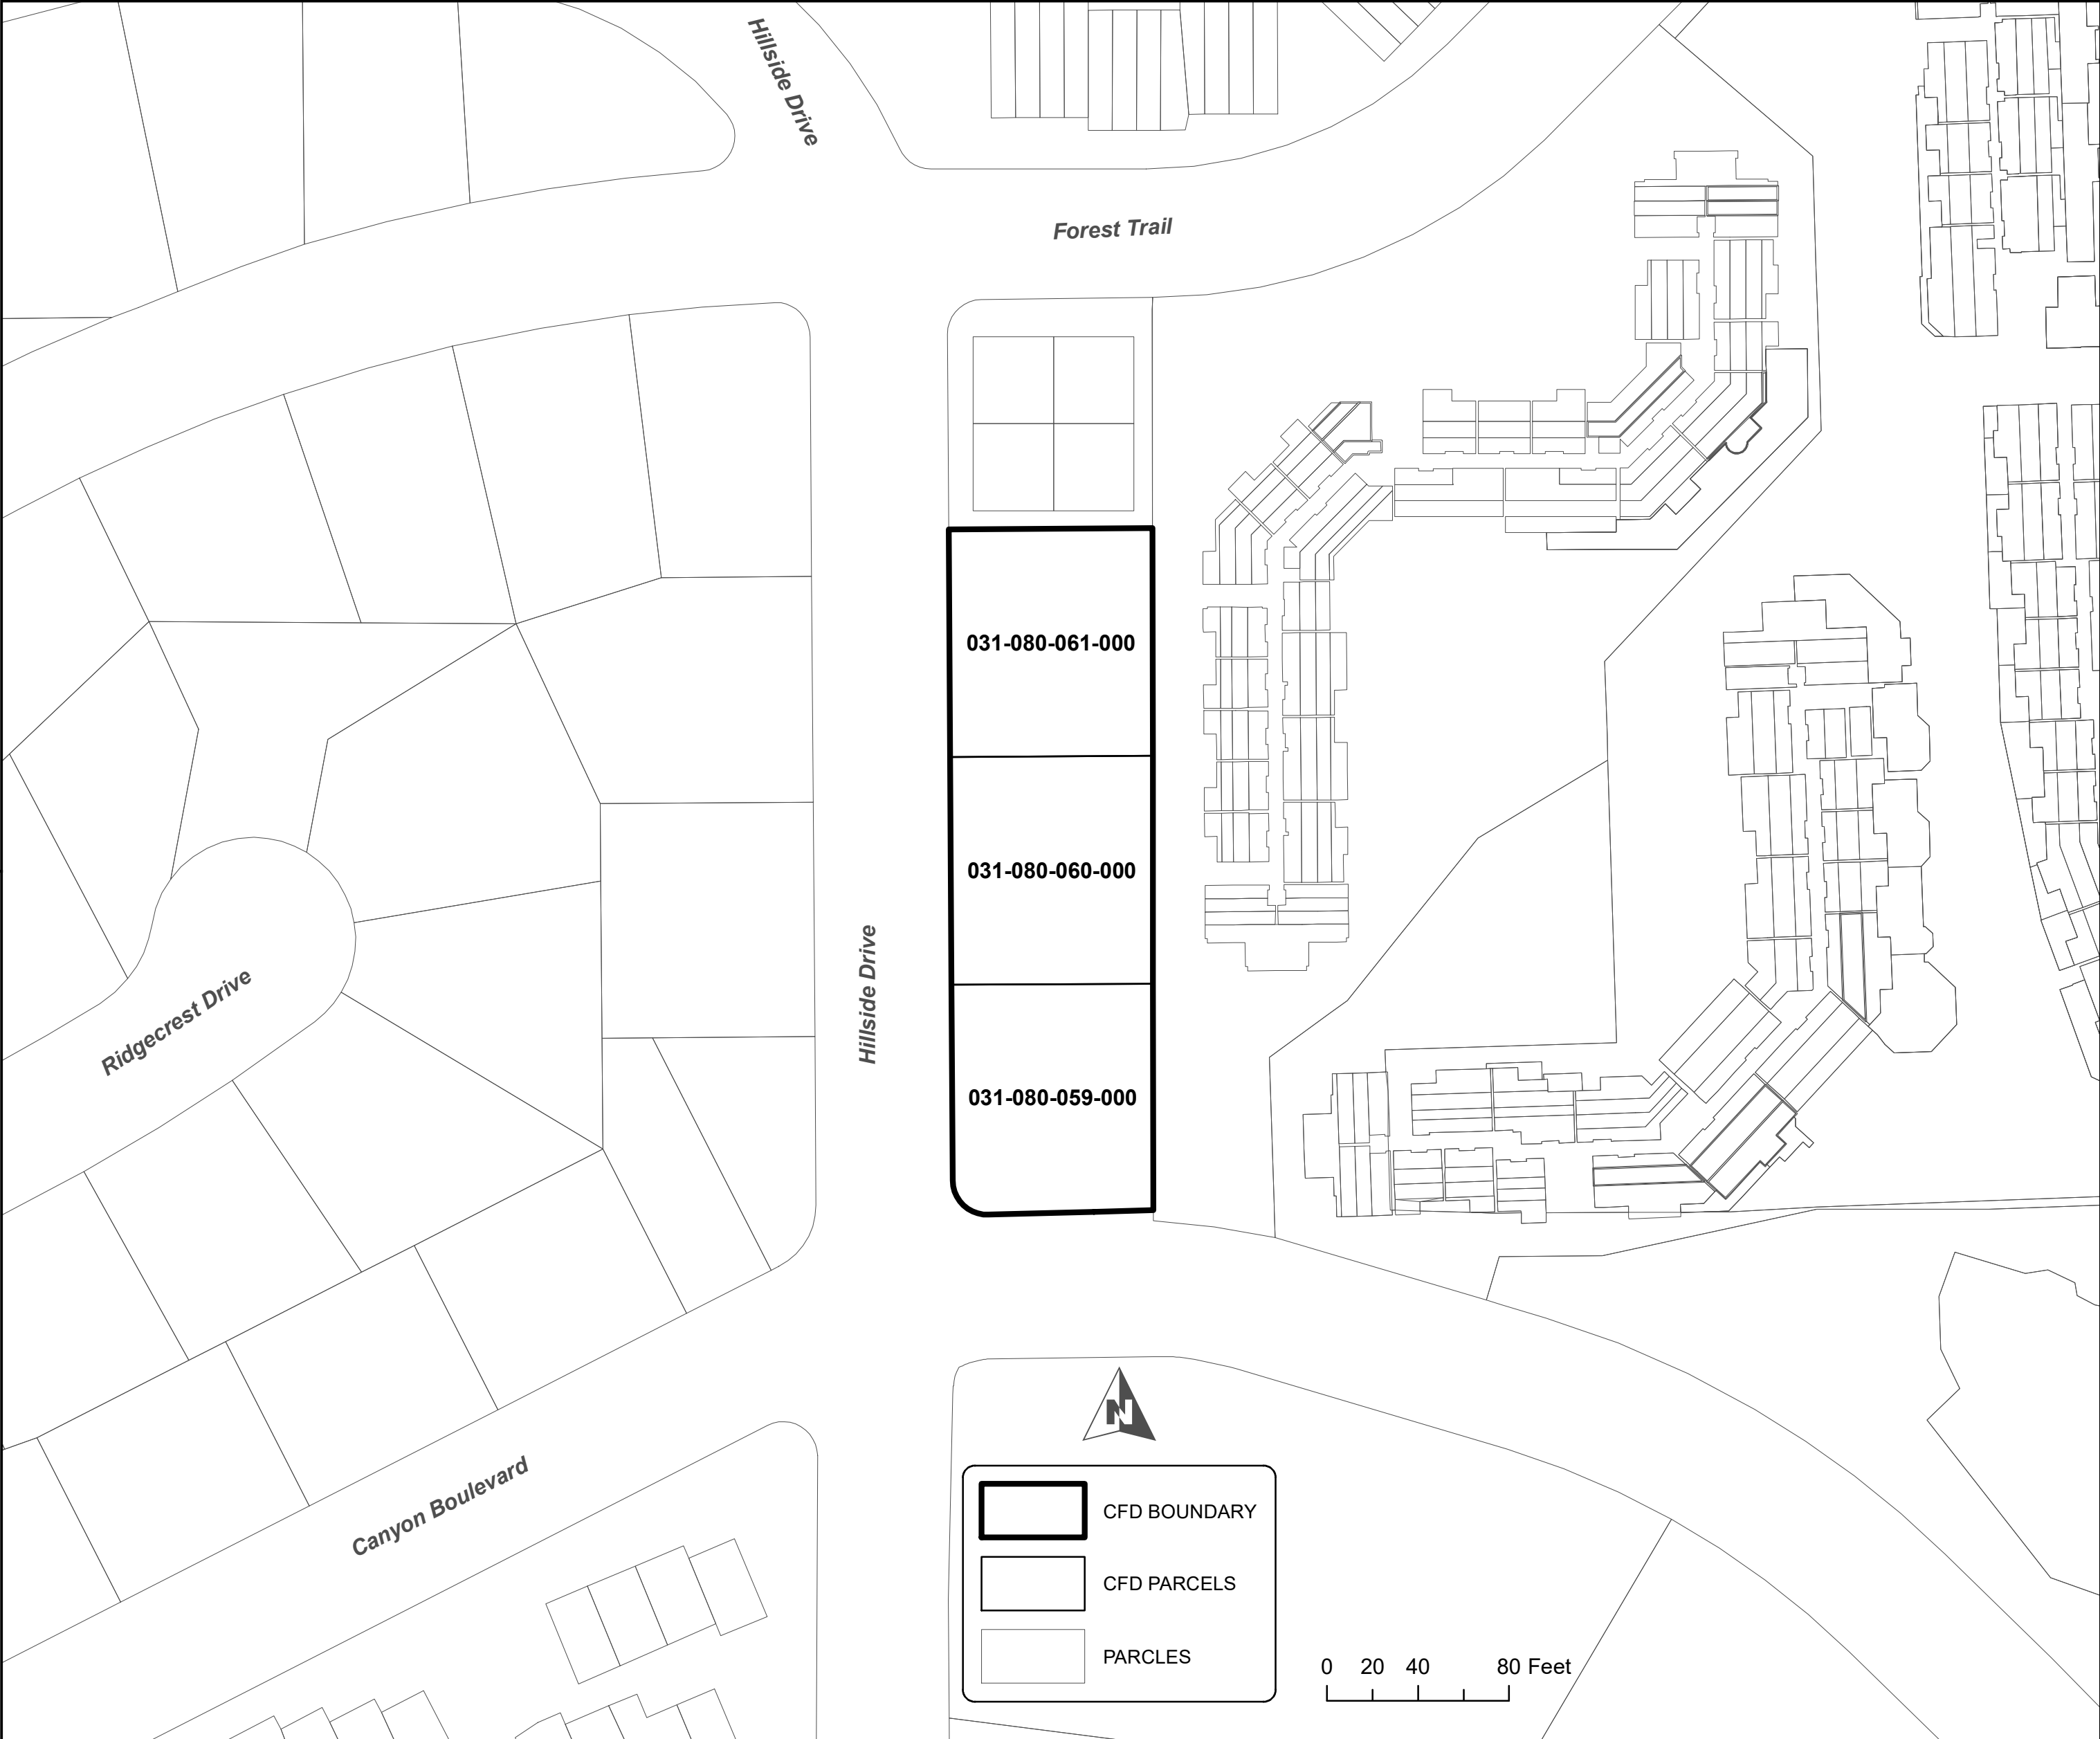 Hillside Drive
Forest Trail
031-080-061-000
031-080-060-000
Hillside Drive
Ridgecrest Drive
031-080-059-000
N
Canyon Boulevard
CFD BOUNDARY
CFD PARCELS
PARCLES
0 20 40 80 Feet